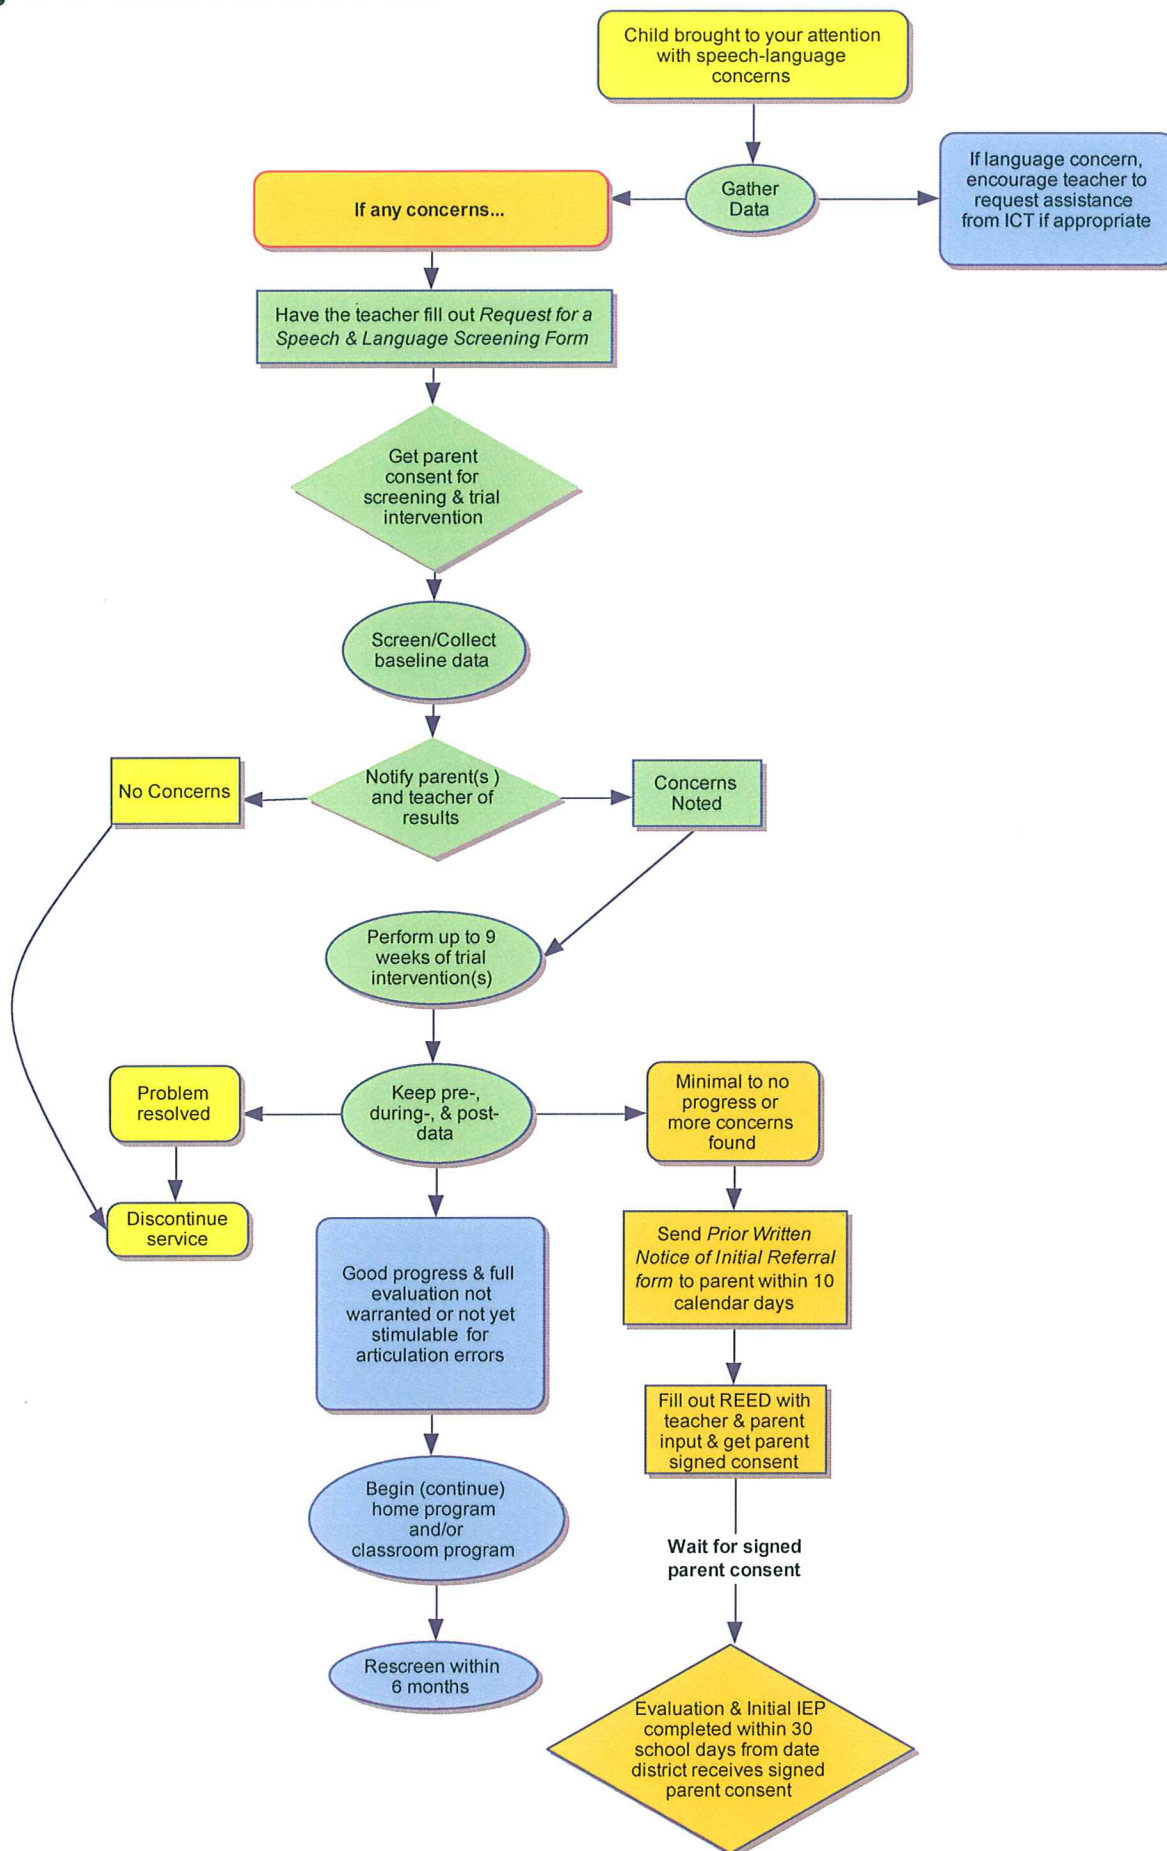 Child brought to your attention
with speech-language
concerns
Gather
Data
If language concern,
encourage teacher to
request assistance
from ICT if appropriate
If any concerns...
Have the teacher fill out Request for a
Speech & Language Screening Form
Get parent
consent for
screening & trial
intervention
Screen/Collect
baseline data
Notify parent(s )
and teacher of
results
No Concerns
Concerns
Noted
Perform up to 9
weeks of trial
intervention(s)
Keep pre-,
during-, & post-
data
Problem
resolved
Discontinue
service
Minimal to no
progress or
more concerns
found
Good progress & full
evaluation not
warranted or not yet
stimulable for
articulation errors
Send Prior Written
Notice of Initial Referral
form to parent within 10
calendar days
Fill out REED with
teacher & parent
input & get parent
signed consent
Begin (continue)
home program
and/or
classroom program
Wait for signed
parent consent
Rescreen within
6 months
Evaluation & Initial IEP
completed within 30
school days from date
district receives signed
parent consent